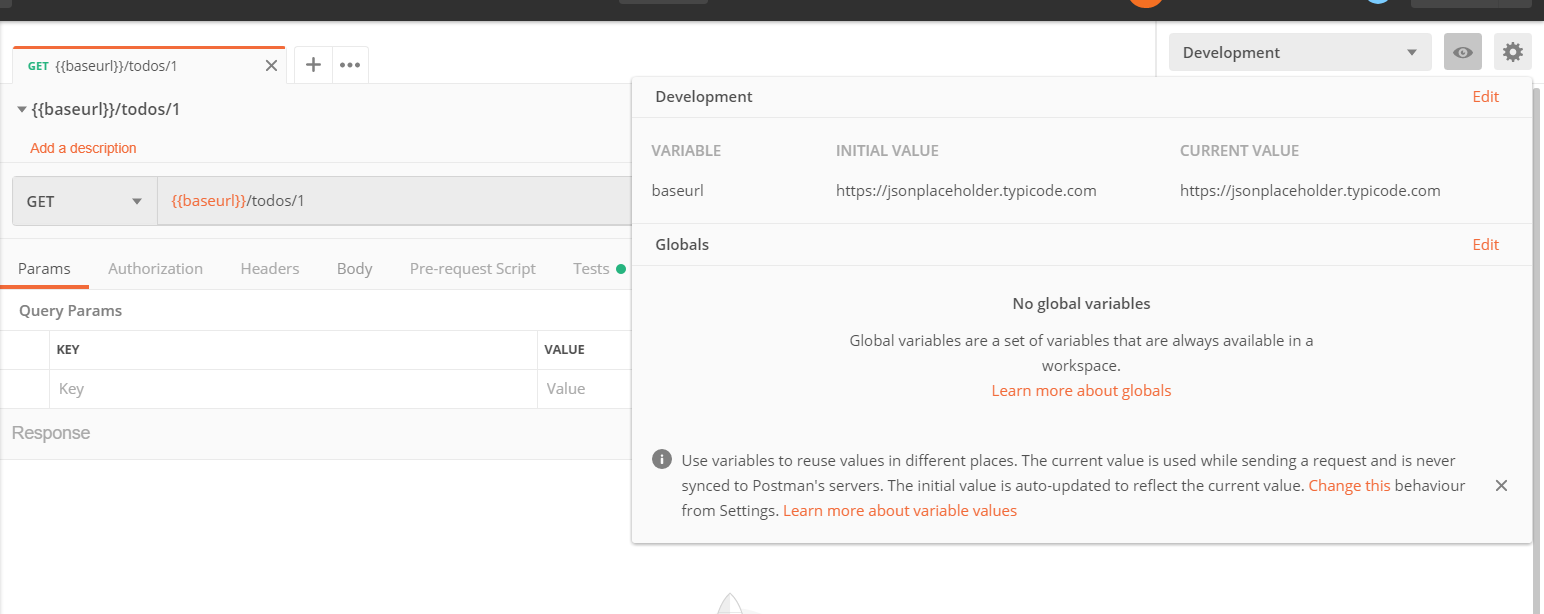 GET {{baseurl}}/todos/1
Development
{{baseurl}}/todos/1
Add a description
GET {{baseurl}}/todos/1
Params Authorization Headers Body Pre-request Script Tests
Query Params
KEY VALUE
Key Value
Response
Development Edit
VARIABLE INITIAL VALUE CURRENT VALUE
baseurl https://jsonplaceholder.typicode.com https://jsonplaceholder.typicode.com
Globals Edit
No global variables
Global variables are a set of variables that are always available in a
workspace.
Learn more about globals
Use variables to reuse values in different places. The current value is used while sending a request and is never
synced to Postman's servers. The initial value is auto-updated to reflect the current value. Change this behaviour
from Settings. Learn more about variable values